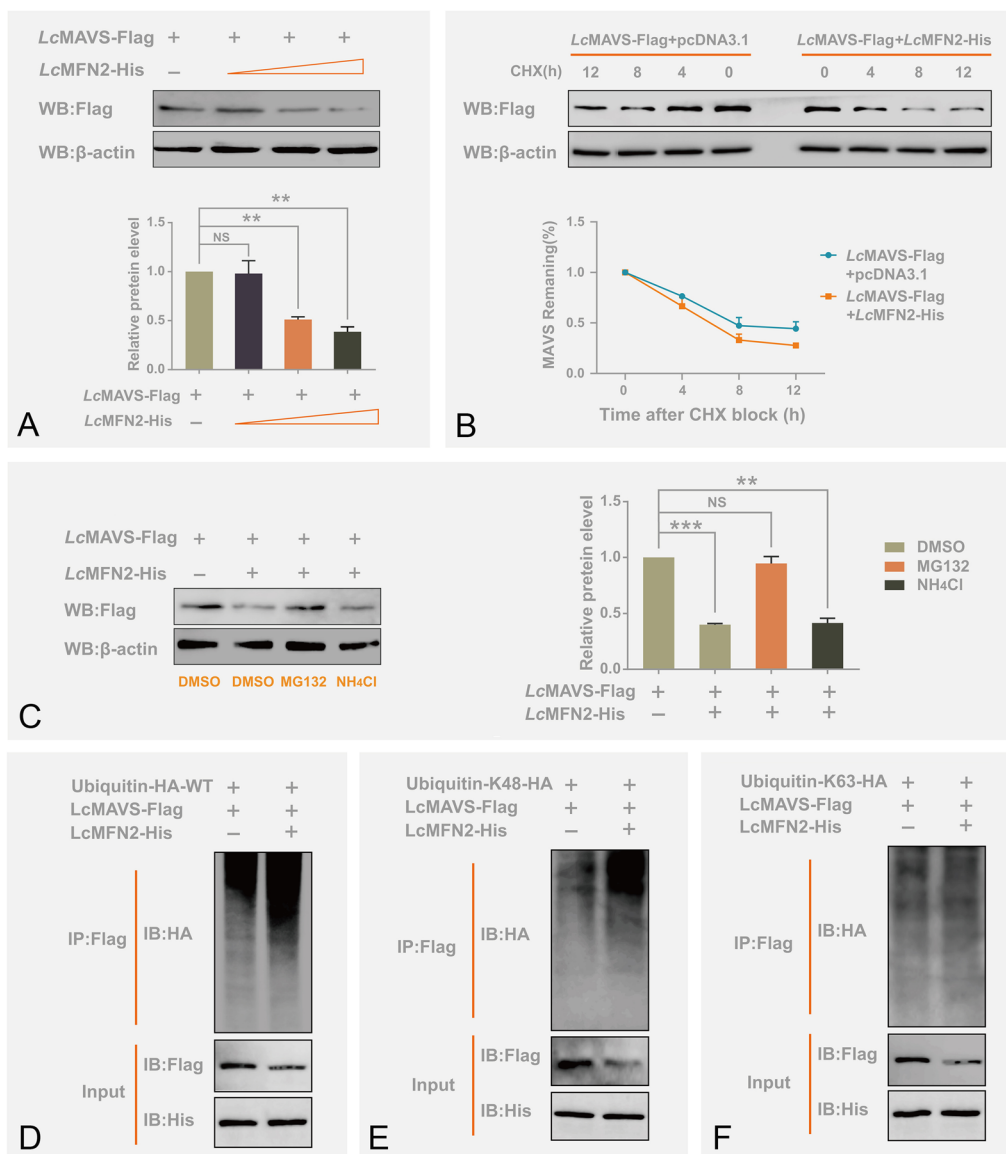 LcMAVS-Flag + + + +
LcMFN2-His –
WB:Flag
WB:β-actin
1.5
1.0
0.5
0.0
Relative pretein elevel
**
**
NS
LcMAVS-Flag + + + +
LcMFN2-His –
A
LcMAVS-Flag+pcDNA3.1 LcMAVS-Flag+LcMFN2-His
CHX(h) 12 8 4 0 0 4 8 12
WB:Flag
WB:β-actin
1.5
1.0
0.5
0.0
MAVS Remaning(%)
LcMAVS-Flag
+pcDNA3.1
LcMAVS-Flag
+LcMFN2-His
0 4 8 12
Time after CHX block (h)
B
LcMAVS-Flag + + + +
LcMFN2-His – + + +
WB:Flag
WB:β-actin
DMSO DMSO MG132 NH4Cl
1.5
1.0
0.5
0.0
Relative pretein elevel
**
NS
***
DMSO
MG132
NH4Cl
LcMAVS-Flag + + + +
LcMFN2-His – + + +
C
Ubiquitin-HA-WT + +
LcMAVS-Flag + +
LcMFN2-His – +
IP:Flag
IB:HA
Input
IB:Flag
IB:His
D
Ubiquitin-K48-HA + +
LcMAVS-Flag + +
LcMFN2-His – +
IP:Flag
IB:HA
Input
IB:Flag
IB:His
E
Ubiquitin-K63-HA + +
LcMAVS-Flag + +
LcMFN2-His – +
IP:Flag
IB:HA
Input
IB:Flag
IB:His
F